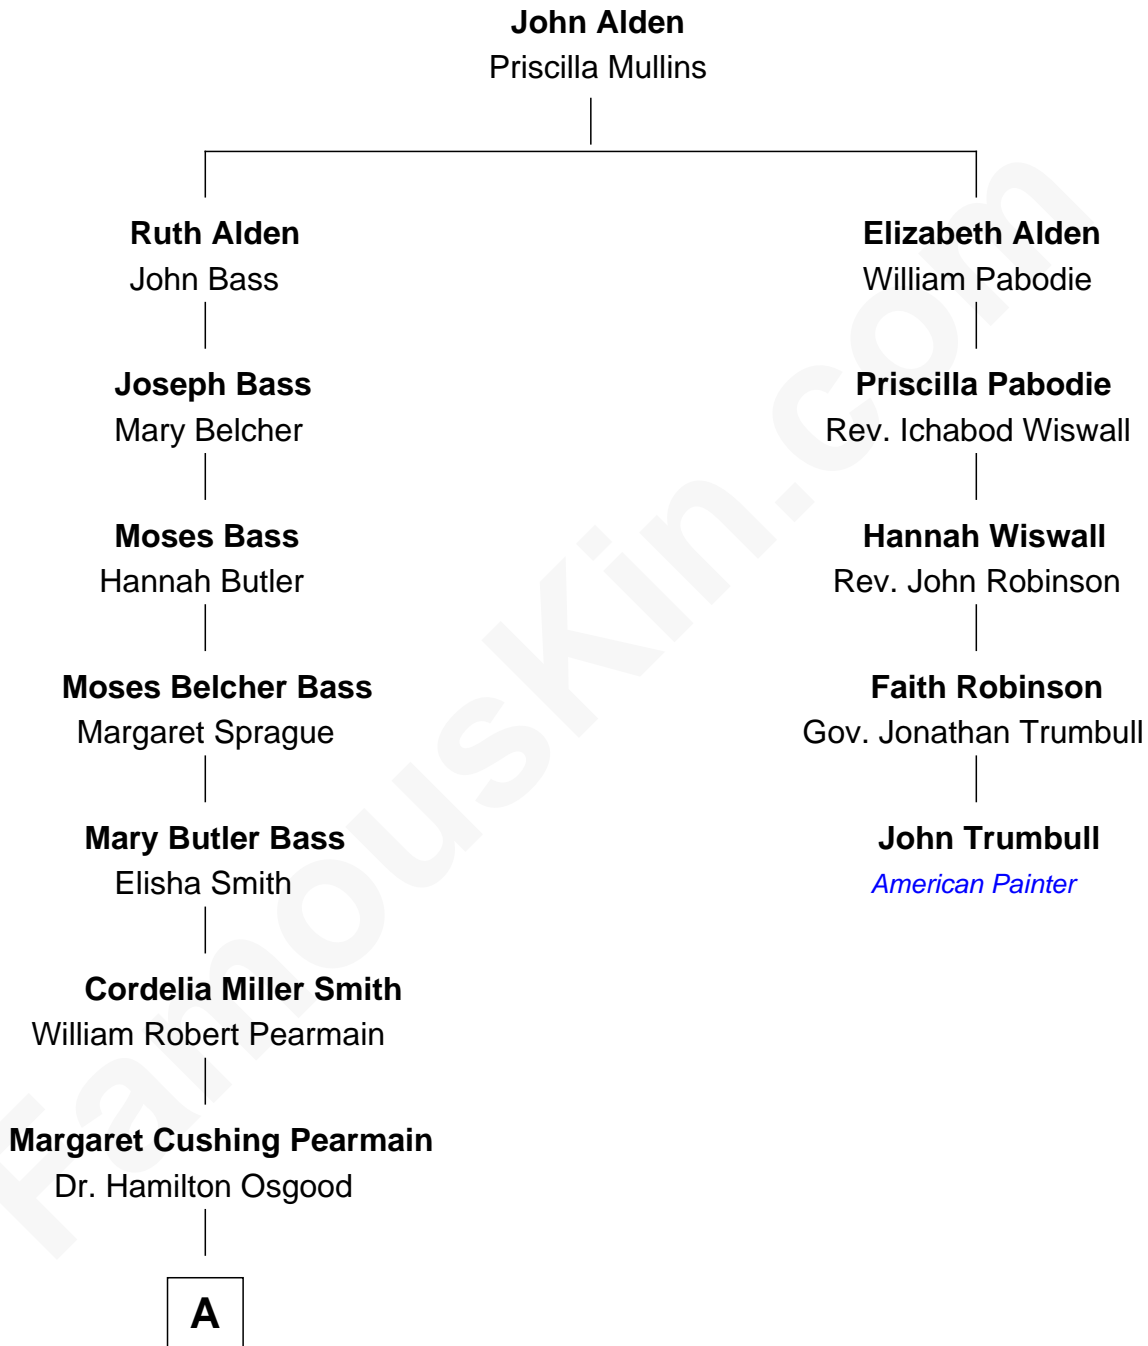 John Alden
Priscilla Mullins
Ruth Alden
John Bass
Elizabeth Alden
William Pabodie
Joseph Bass
Mary Belcher
Priscilla Pabodie
Rev. Ichabod Wiswall
Moses Bass
Hannah Butler
Hannah Wiswall
Rev. John Robinson
Moses Belcher Bass
Margaret Sprague
Faith Robinson
Gov. Jonathan Trumbull
Mary Butler Bass
Elisha Smith
John Trumbull
American Painter
Cordelia Miller Smith
William Robert Pearmain
Margaret Cushing Pearmain
Dr. Hamilton Osgood
A
FamousKin.com